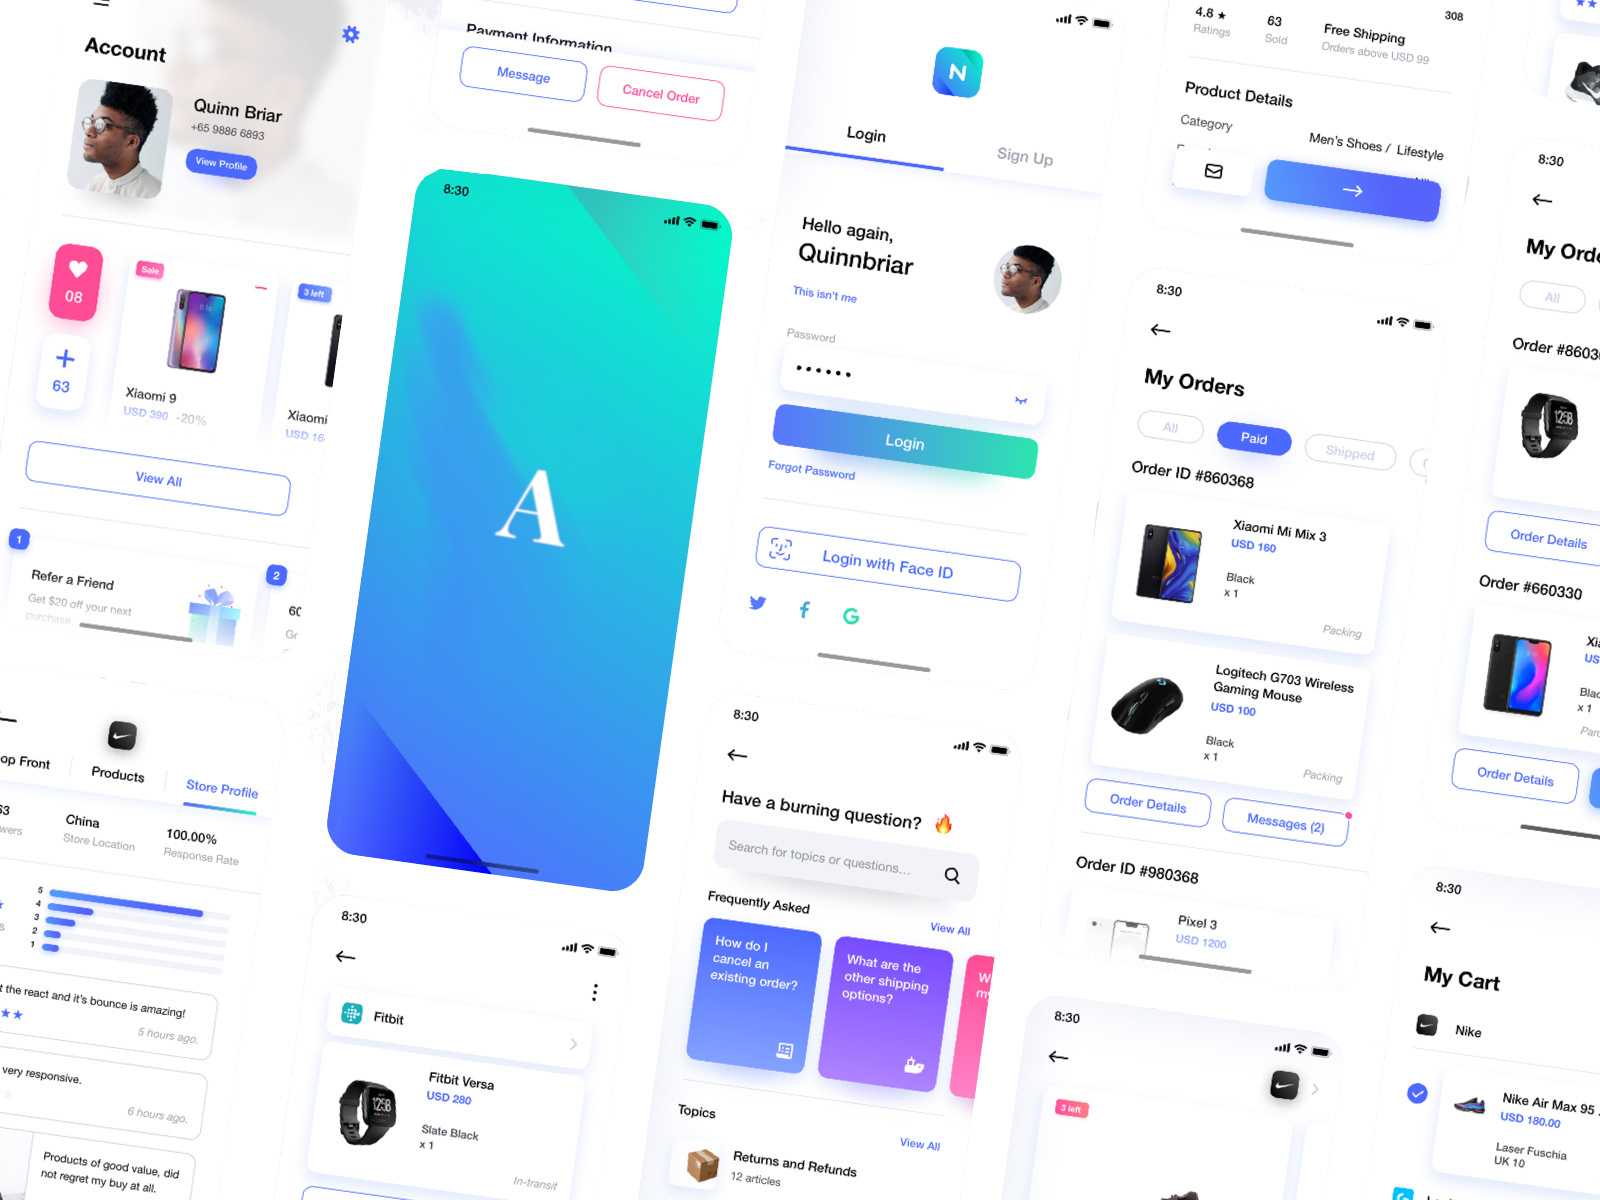 Account
Quinn Briar
+65 9886 6893
View Profile
08
63
Sale
Xiaomi 9
USD 390 -20%
3 left
Xiaomi
USD 16
View All
1
Refer a Friend
Get $20 off your next
purchase.
2
60
Ge
Payment Information
Message
Cancel Order
8:30
A
N
Login
Sign Up
Hello again,
Quinnbriar
This isn't me
Password
••••••
Login
Forgot Password
Login with Face ID
4.8 ★
Ratings
63
Sold
Free Shipping
Orders above USD 99
308
Product Details
Category
Men's Shoes / Lifestyle
8:30
My Orders
All
Paid
Shipped
Order ID #860368
Xiaomi Mi Mix 3
USD 160
Black
x 1
Packing
Logitech G703 Wireless
Gaming Mouse
USD 100
Black
x 1
Packing
Order Details
Messages (2)
Order ID #980368
Pixel 3
USD 1200
8:30
My Orde
All
Order #8603
Order Details
Order #660330
Xia
US
Blac
x 1
Parc
Order Details
op Front
Products
Store Profile
63
wers
China
Store Location
100.00%
Response Rate
5
4
3
2
1
t the react and it's bounce is amazing!
★★
5 hours ago.
very responsive.
6 hours ago.
Products of good value, did
not regret my buy at all.
8:30
Fitbit
Fitbit Versa
USD 280
Slate Black
x 1
In-transit
8:30
Have a burning question? 🔥
Search for topics or questions...
Frequently Asked
View All
How do I
cancel an
existing order?
What are the
other shipping
options?
W
my
Topics
View All
Returns and Refunds
12 articles
8:30
3 left
8:30
My Cart
Nike
Nike Air Max 95
USD 180.00
Laser Fuschia
UK 10